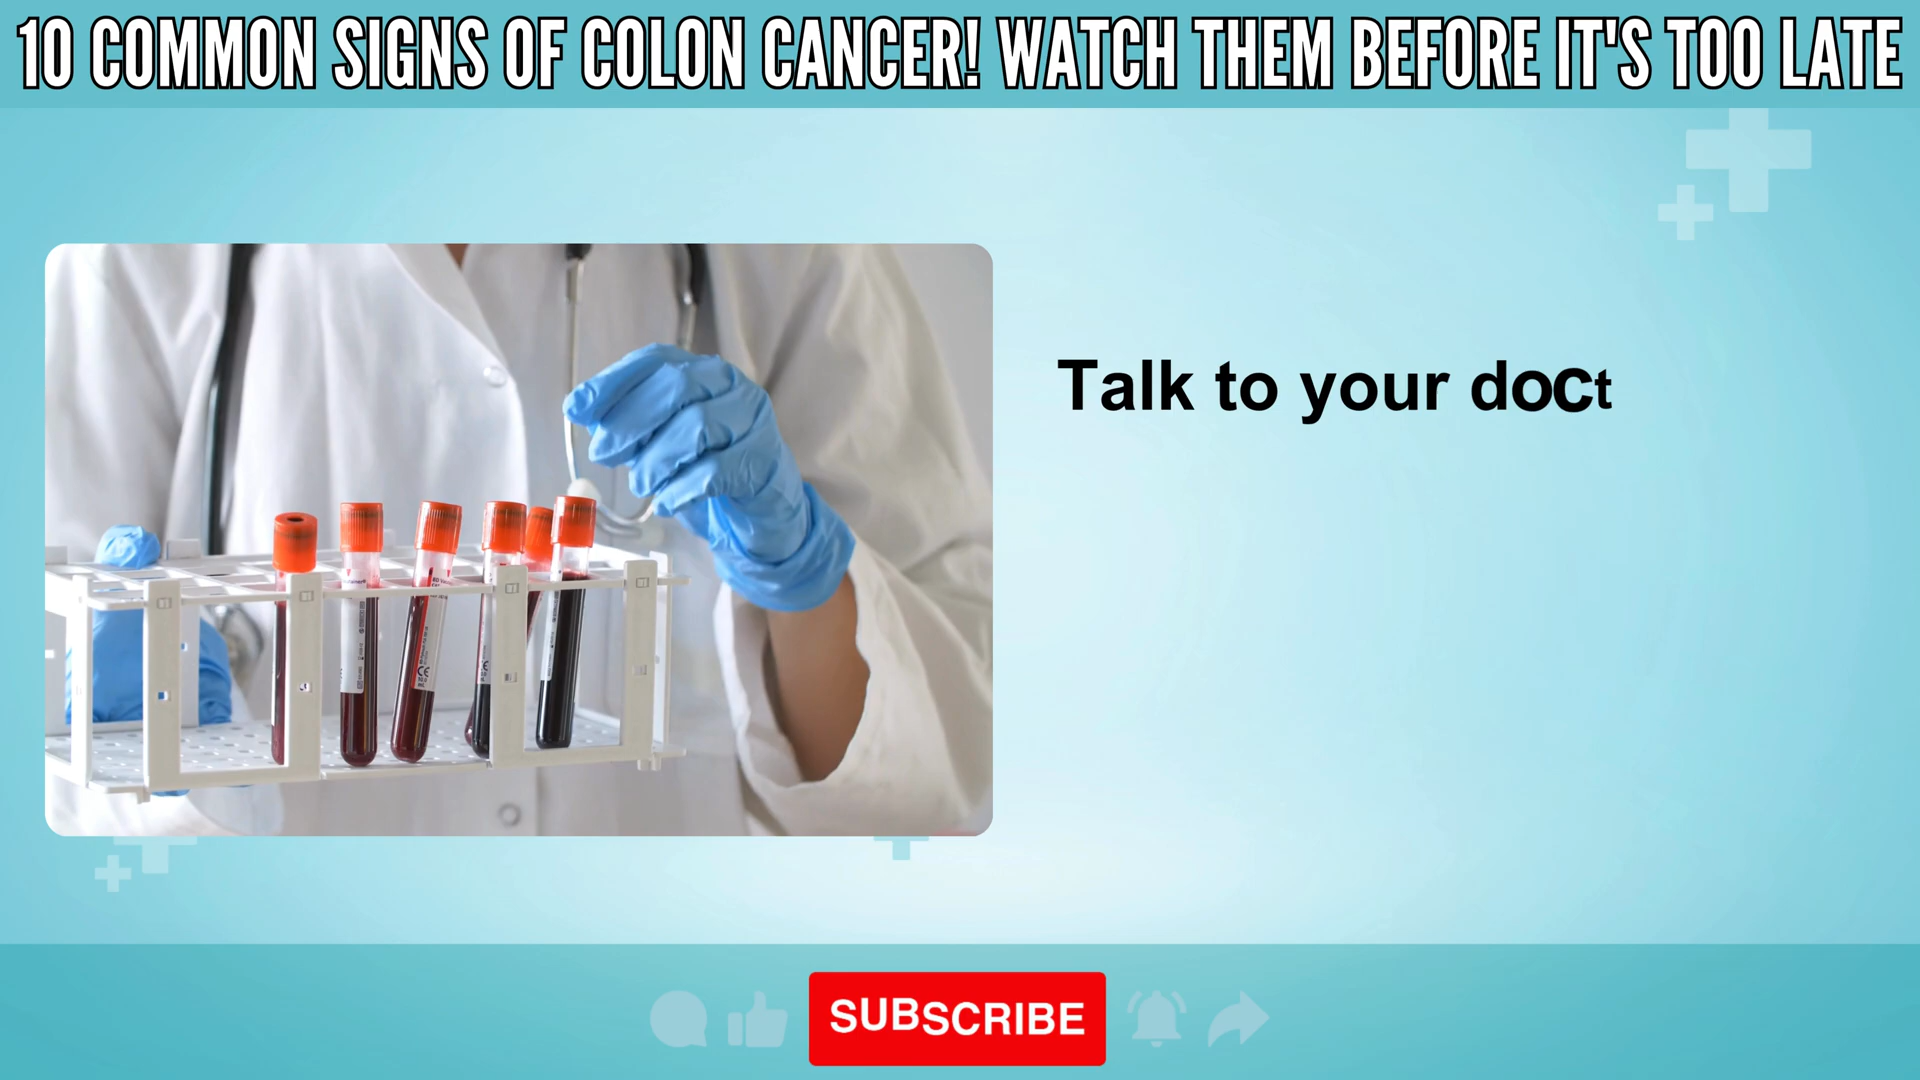 10 COMMON SIGNS OF COLON CANCER! WATCH THEM BEFORE IT'S TOO LATE
Talk to your doct
SUBSCRIBE